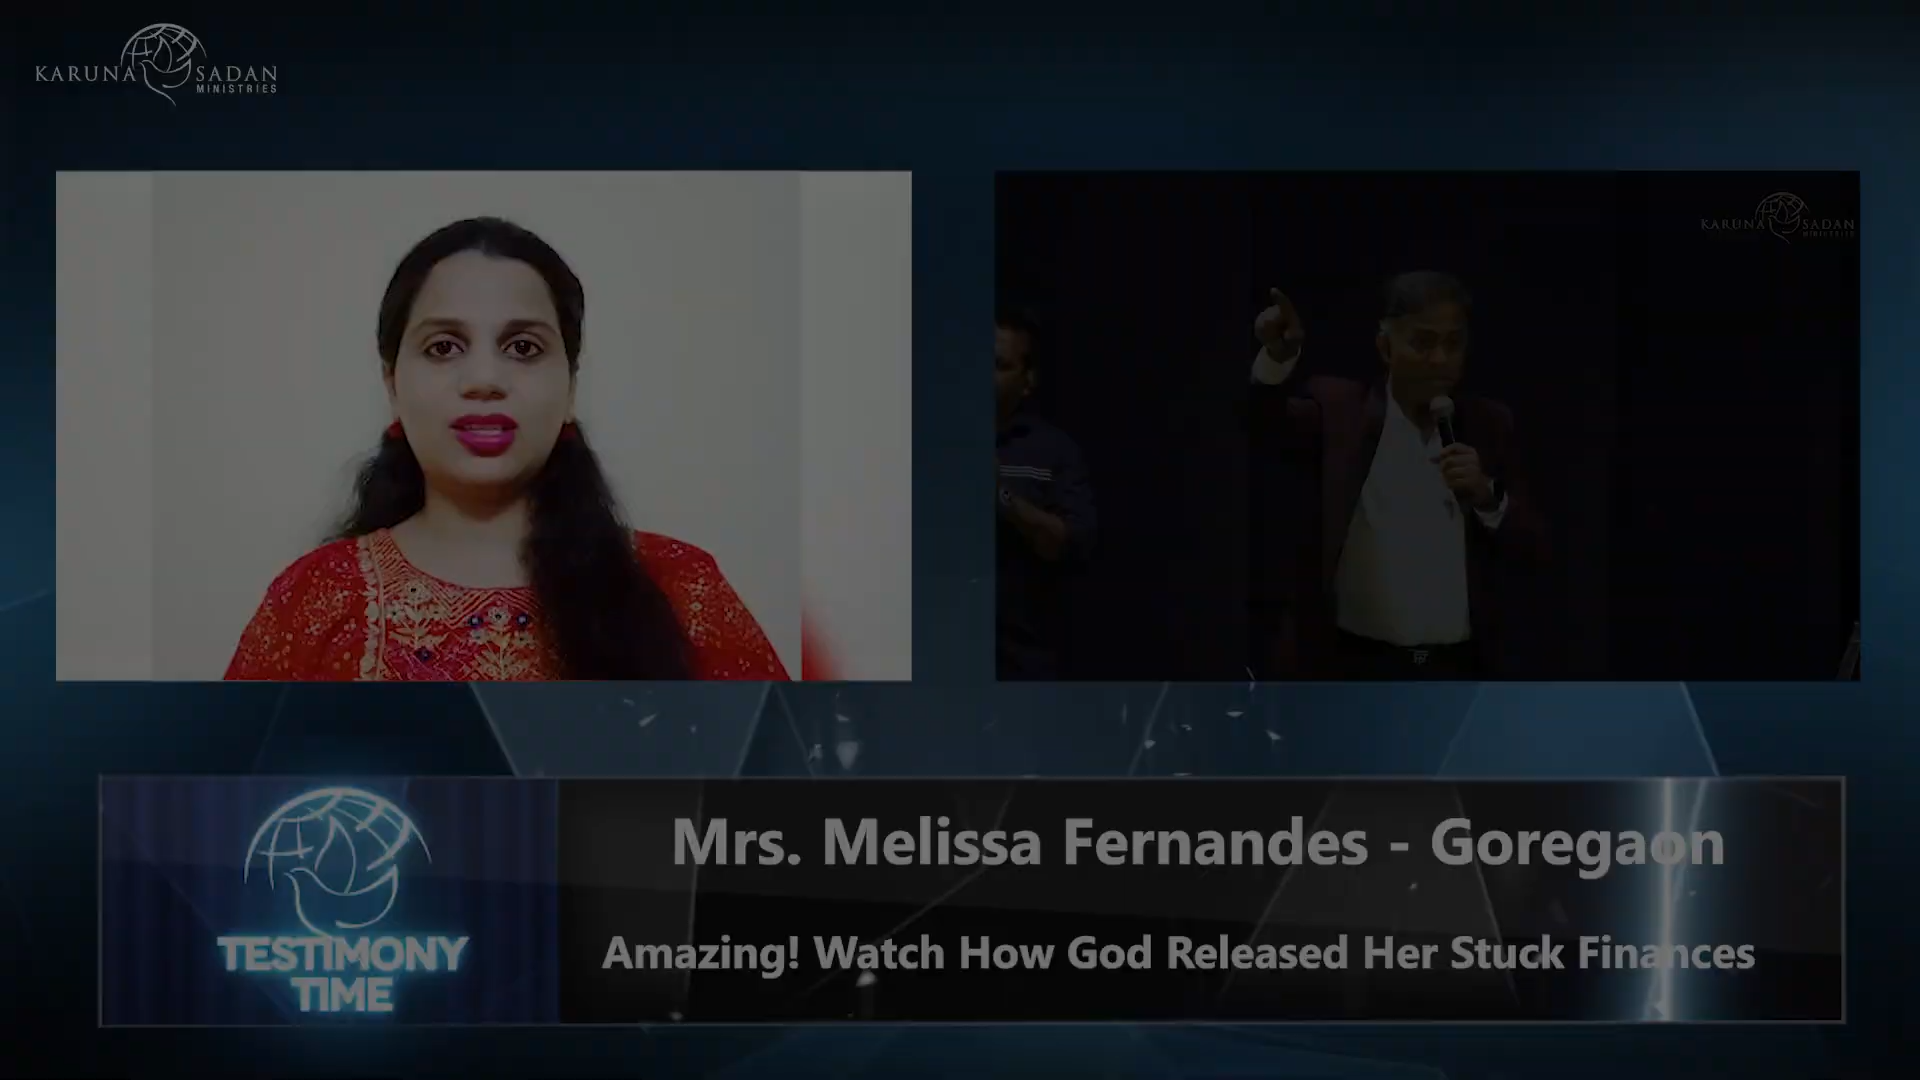 KARUNA SADAN
MINISTRIES
KARUNA SADAN
MINISTRIES
TESTIMONY
TIME
Mrs. Melissa Fernandes - Goregaon
Amazing! Watch How God Released Her Stuck Finances